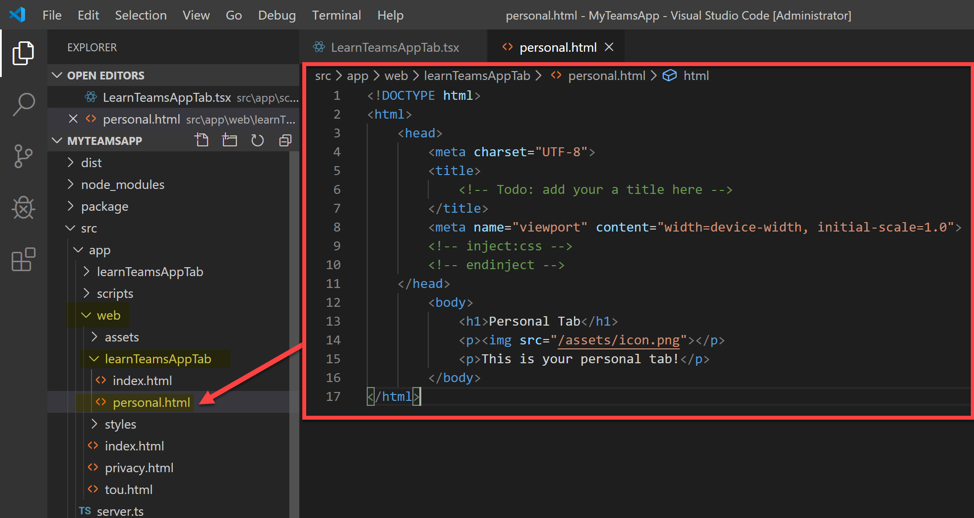 File Edit Selection View Go Debug Terminal Help personal.html - MyTeamsApp - Visual Studio Code [Administrator]
EXPLORER
OPEN EDITORS
LearnTeamsAppTab.tsx src\app\sc...
personal.html src\app\web\learnT...
MYTEAMSAPP
dist
node_modules
package
src
app
learnTeamsAppTab
scripts
web
assets
learnTeamsAppTab
index.html
personal.html
styles
index.html
privacy.html
tou.html
TS server.ts
LearnTeamsAppTab.tsx personal.html
src > app > web > learnTeamsAppTab > personal.html > html
1 <!DOCTYPE html>
2 <html>
3 <head>
4 <meta charset="UTF-8">
5 <title>
6 <!-- Todo: add your a title here -->
7 </title>
8 <meta name="viewport" content="width=device-width, initial-scale=1.0">
9 <!-- inject:css -->
10 <!-- endinject -->
11 </head>
12 <body>
13 <h1>Personal Tab</h1>
14 <p><img src="/assets/icon.png"></p>
15 <p>This is your personal tab!</p>
16 </body>
17 </html>